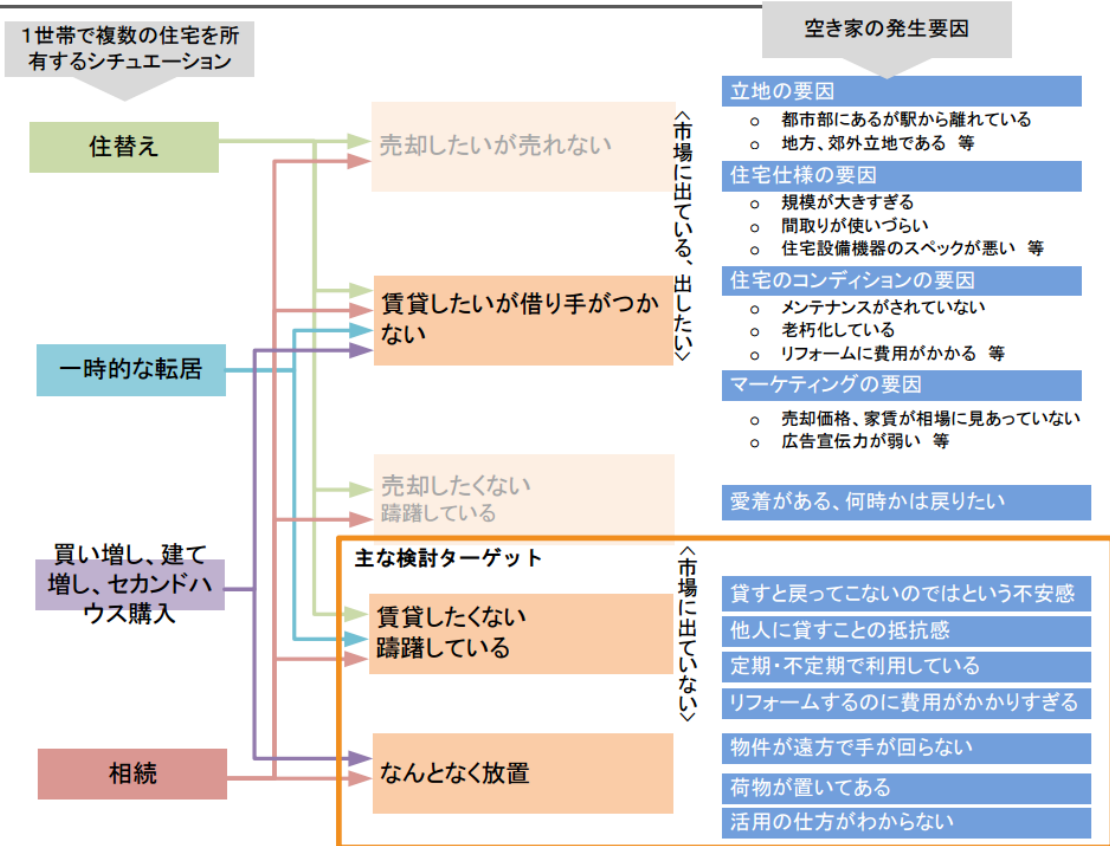 1世帯で複数の住宅を所
有するシチュエーション
住替え
一時的な転居
買い増し、建て
増し、セカンドハ
ウス購入
相続
売却したいが売れない
賃貸したいが借り手がつか
ない
〈市場に出ている、出したい〉
売却したくない
躊躇している
主な検討ターゲット
賃貸したくない
躊躇している
なんとなく放置
〈市場に出ていない〉
空き家の発生要因
立地の要因
○ 都市部にあるが駅から離れている
○ 地方、郊外立地である 等
住宅仕様の要因
○ 規模が大きすぎる
○ 間取りが使いづらい
○ 住宅設備機器のスペックが悪い 等
住宅のコンディションの要因
○ メンテナンスがされていない
○ 老朽化している
○ リフォームに費用がかかる 等
マーケティングの要因
○ 売却価格、家賃が相場に見あっていない
○ 広告宣伝力が弱い 等
愛着がある、何時かは戻りたい
貸すと戻ってこないのではという不安感
他人に貸すことの抵抗感
定期・不定期で利用している
リフォームするのに費用がかかりすぎる
物件が遠方で手が回らない
荷物が置いてある
活用の仕方がわからない